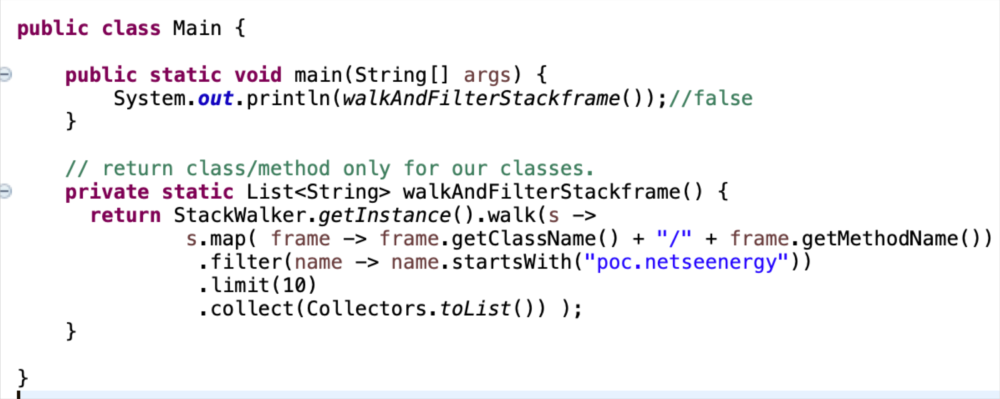 public class Main {
public static void main(String[] args) {
System.out.println(walkAndFilterStackframe());//false
}
// return class/method only for our classes.
private static List<String> walkAndFilterStackframe() {
return StackWalker.getInstance().walk(s ->
s.map( frame -> frame.getClassName() + "/" + frame.getMethodName())
.filter(name -> name.startsWith("poc.netseenergy"))
.limit(10)
.collect(Collectors.toList()) );
}
}